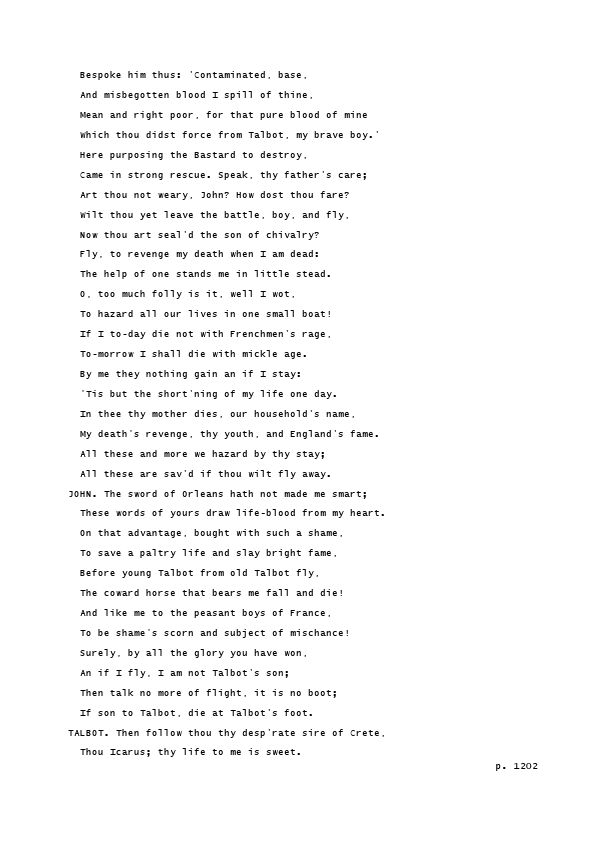 Bespoke him thus: 'Contaminated, base,
And misbegotten blood I spill of thine,
Mean and right poor, for that pure blood of mine
Which thou didst force from Talbot, my brave boy.'
Here purposing the Bastard to destroy,
Came in strong rescue. Speak, thy father's care;
Art thou not weary, John? How dost thou fare?
Wilt thou yet leave the battle, boy, and fly,
Now thou art seal'd the son of chivalry?
Fly, to revenge my death when I am dead:
The help of one stands me in little stead.
O, too much folly is it, well I wot,
To hazard all our lives in one small boat!
If I to-day die not with Frenchmen's rage,
To-morrow I shall die with mickle age.
By me they nothing gain an if I stay:
'Tis but the short'ning of my life one day.
In thee thy mother dies, our household's name,
My death's revenge, thy youth, and England's fame.
All these and more we hazard by thy stay;
All these are sav'd if thou wilt fly away.
JOHN. The sword of Orleans hath not made me smart;
These words of yours draw life-blood from my heart.
On that advantage, bought with such a shame,
To save a paltry life and slay bright fame,
Before young Talbot from old Talbot fly,
The coward horse that bears me fall and die!
And like me to the peasant boys of France,
To be shame's scorn and subject of mischance!
Surely, by all the glory you have won,
An if I fly, I am not Talbot's son;
Then talk no more of flight, it is no boot;
If son to Talbot, die at Talbot's foot.
TALBOT. Then follow thou thy desp'rate sire of Crete,
Thou Icarus; thy life to me is sweet.
p. 1202